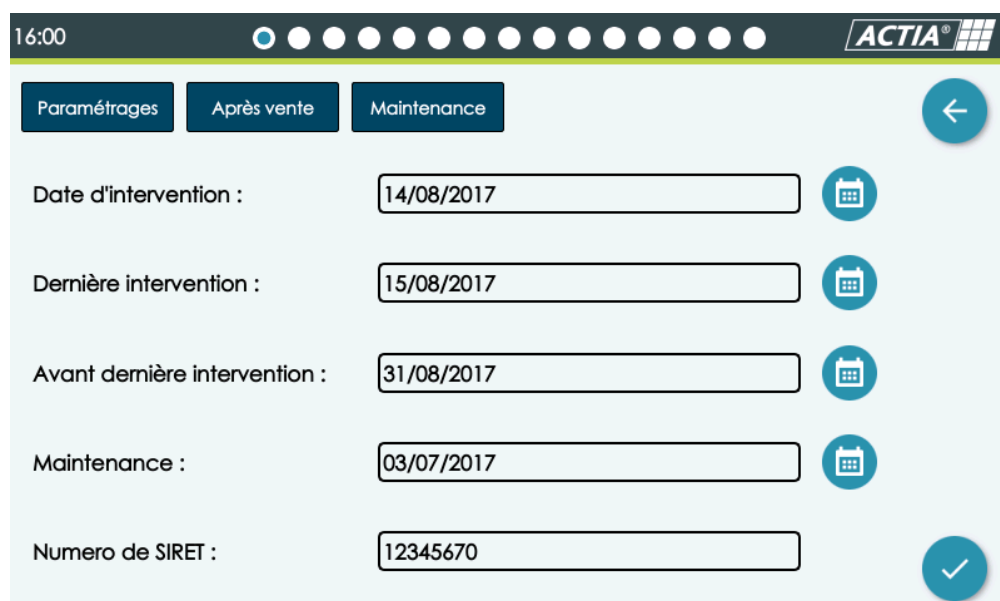 16:00 ACTIA®
Paramétrages Après vente Maintenance
Date d'intervention : 14/08/2017
Dernière intervention : 15/08/2017
Avant dernière intervention : 31/08/2017
Maintenance : 03/07/2017
Numero de SIRET : 12345670